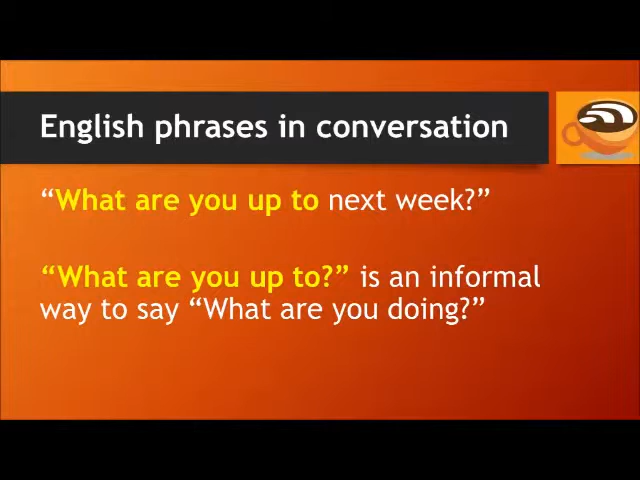 English phrases in conversation
“What are you up to next week?”
“What are you up to?” is an informal
way to say “What are you doing?”